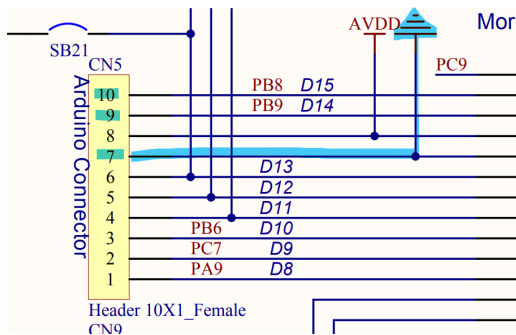 AVDD
Mor
SB21
CN5
PC9
Arduino Connector
10 PB8 D15
9 PB9 D14
8
7
6 D13
5 D12
4 D11
3 PB6 D10
2 PC7 D9
1 PA9 D8
Header 10X1_Female
CN9